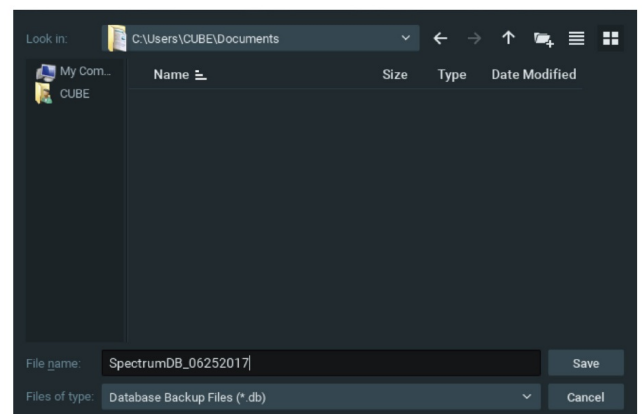 Look in: C:\Users\CUBE\Documents
My Com...
CUBE
Name Size Type Date Modified
File name: SpectrumDB_06252017 Save
Files of type: Database Backup Files (*.db) Cancel